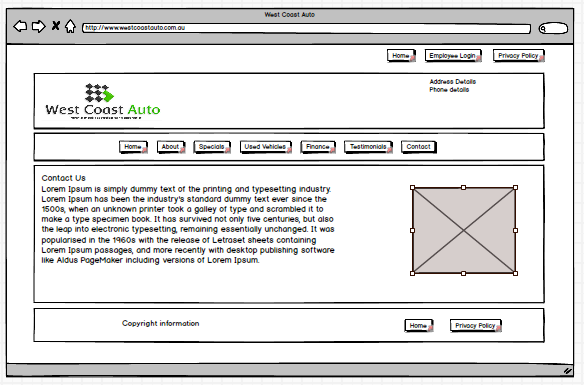 West Coast Auto
http://www.westcoastauto.com.au
Home
Employee Login
Privacy Policy
Address Details
Phone details
West Coast Auto
Home
About
Specials
Used Vehicles
Finance
Testimonials
Contact
Contact Us
Lorem Ipsum is simply dummy text of the printing and typesetting industry.
Lorem Ipsum has been the industry's standard dummy text ever since the
1500s, when an unknown printer took a galley of type and scrambled it to
make a type specimen book. It has survived not only five centuries, but also
the leap into electronic typesetting, remaining essentially unchanged. It was
popularised in the 1960s with the release of Letraset sheets containing
Lorem Ipsum passages, and more recently with desktop publishing software
like Aldus PageMaker including versions of Lorem Ipsum.
Copyright information
Home
Privacy Policy